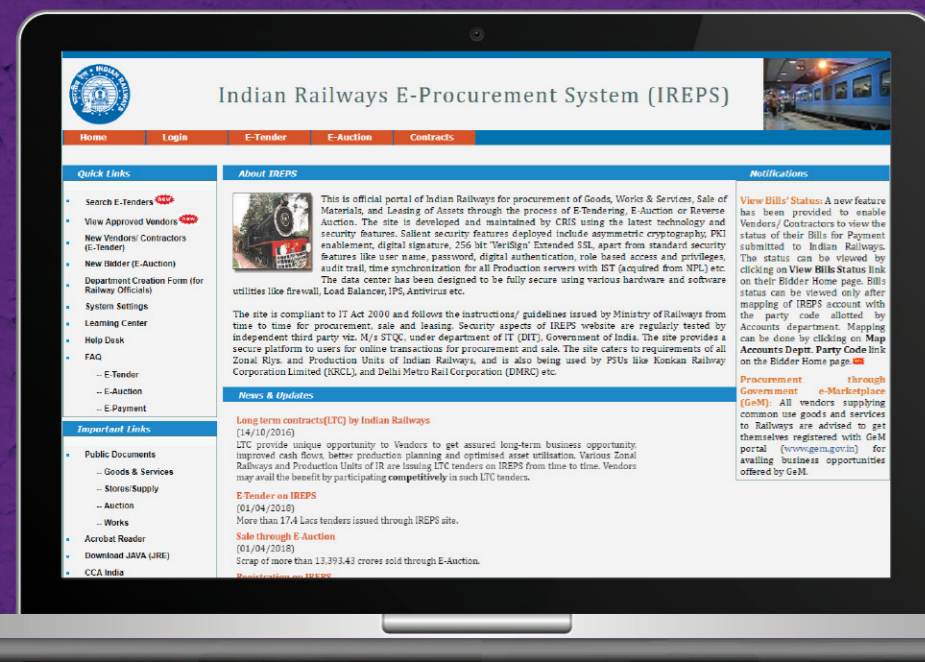 Indian Railways E-Procurement System (IREPS)
Home Login E-Tender E-Auction Contracts
Quick Links
Search E-Tenders new
View Approved Vendors new
New Vendors/ Contractors
(E-Tender)
New Bidder (E-Auction)
Department Creation Form (for
Railway Officials)
System Settings
Learning Center
Help Desk
FAQ
-- E-Tender
-- E-Auction
-- E-Payment
Important Links
Public Documents
-- Goods & Services
-- Stores/Supply
-- Auction
-- Works
Acrobat Reader
Download JAVA (JRE)
CCA India
About IREPS
This is official portal of Indian Railways for procurement of Goods, Works & Services, Sale of
Materials, and Leasing of Assets through the process of E-Tendering, E-Auction or Reverse
Auction. The site is developed and maintained by CRIS using the latest technology and
security features. Salient security features deployed include asymmetric cryptography, PKI
enablement, digital signature, 256 bit 'VeriSign' Extended SSL, apart from standard security
features like user name, password, digital authentication, role based access and privileges,
audit trail, time synchronization for all Production servers with IST (acquired from NPL) etc.
The data center has been designed to be fully secure using various hardware and software
utilities like firewall, Load Balancer, IPS, Antivirus etc.
The site is compliant to IT Act 2000 and follows the instructions/ guidelines issued by Ministry of Railways from
time to time for procurement, sale and leasing. Security aspects of IREPS website are regularly tested by
independent third party viz. M/s STQC, under department of IT (DIT), Government of India. The site provides a
secure platform to users for online transactions for procurement and sale. The site caters to requirements of all
Zonal Rlys. and Production Units of Indian Railways, and is also being used by PSUs like Konkan Railway
Corporation Limited (KRCL), and Delhi Metro Rail Corporation (DMRC) etc.
News & Updates
Long term contracts(LTC) by Indian Railways
(14/10/2016)
LTC provide unique opportunity to Vendors to get assured long-term business opportunity,
improved cash flows, better production planning and optimised asset utilisation. Various Zonal
Railways and Production Units of IR are issuing LTC tenders on IREPS from time to time. Vendors
may avail the benefit by participating competitively in such LTC tenders.
E-Tender on IREPS
(01/04/2018)
More than 17.4 Lacs tenders issued through IREPS site.
Sale through E-Auction
(01/04/2018)
Scrap of more than 13,393.43 crores sold through E-Auction.
Registration on IREPS
Notifications
View Bills' Status: A new feature
has been provided to enable
Vendors/ Contractors to view the
status of their Bills for Payment
submitted to Indian Railways.
The status can be viewed by
clicking on View Bills Status link
on their Bidder Home page. Bills
status can be viewed only after
mapping of IREPS account with
the party code allotted by
Accounts department. Mapping
can be done by clicking on Map
Accounts Deptt. Party Code link
on the Bidder Home page.
Procurement through
Government e-Marketplace
(GeM): All vendors supplying
common use goods and services
to Railways are advised to get
themselves registered with GeM
portal (www.gem.gov.in) for
availing business opportunities
offered by GeM.